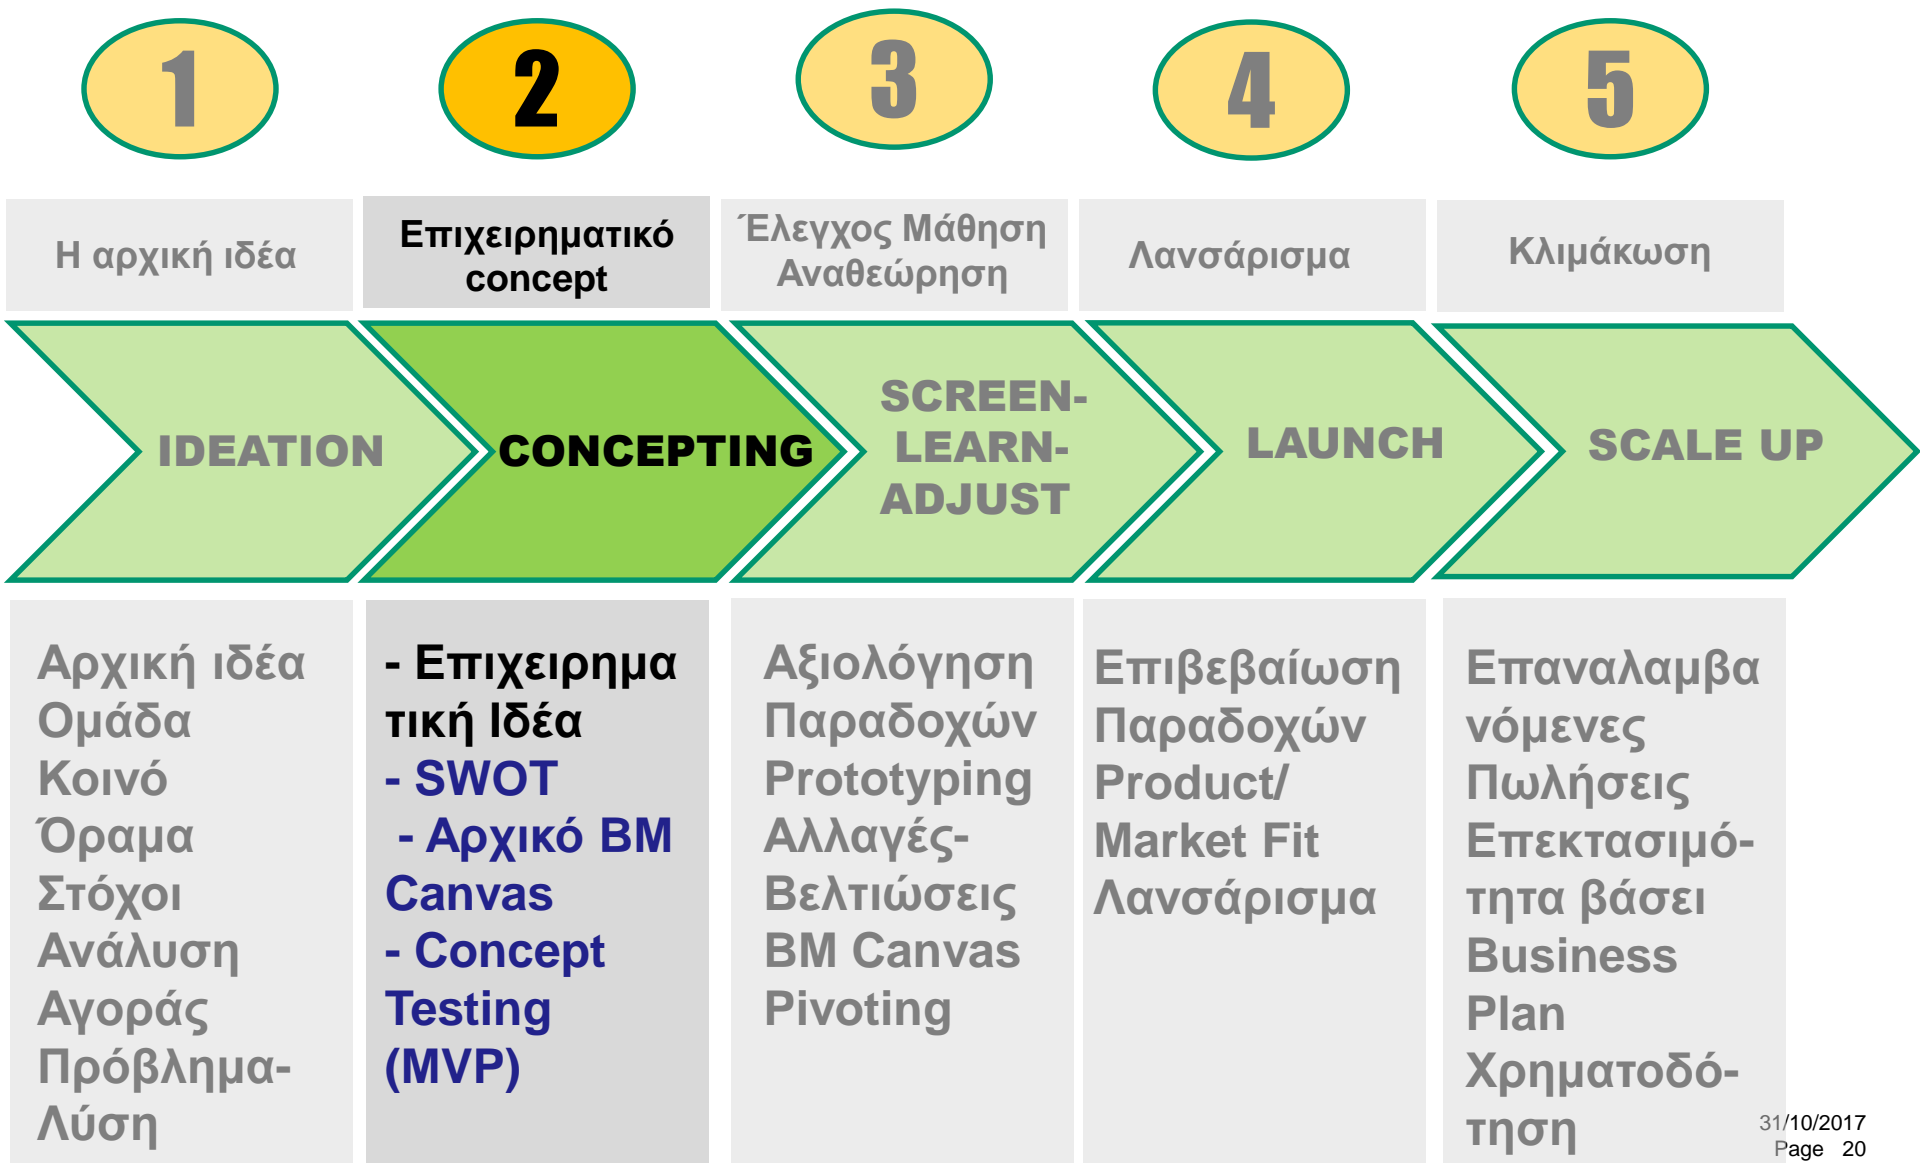 1
2
3
4
5
Η αρχική ιδέα
Επιχειρηματικό
concept
Έλεγχος Μάθηση
Αναθεώρηση
Λανσάρισμα
Κλιμάκωση
IDEATION
CONCEPTING
SCREEN-
LEARN-
ADJUST
LAUNCH
SCALE UP
Αρχική ιδέα
Ομάδα
Κοινό
Όραμα
Στόχοι
Ανάλυση
Αγοράς
Πρόβλημα-
Λύση
- Επιχειρημα
τική Ιδέα
- SWOT
- Αρχικό BM
Canvas
- Concept
Testing
(MVP)
Αξιολόγηση
Παραδοχών
Prototyping
Αλλαγές-
Βελτιώσεις
BM Canvas
Pivoting
Επιβεβαίωση
Παραδοχών
Product/
Market Fit
Λανσάρισμα
Επαναλαμβα
νόμενες
Πωλήσεις
Επεκτασιμό-
τητα βάσει
Business
Plan
Χρηματοδό-
τηση
31/10/2017
Page 20